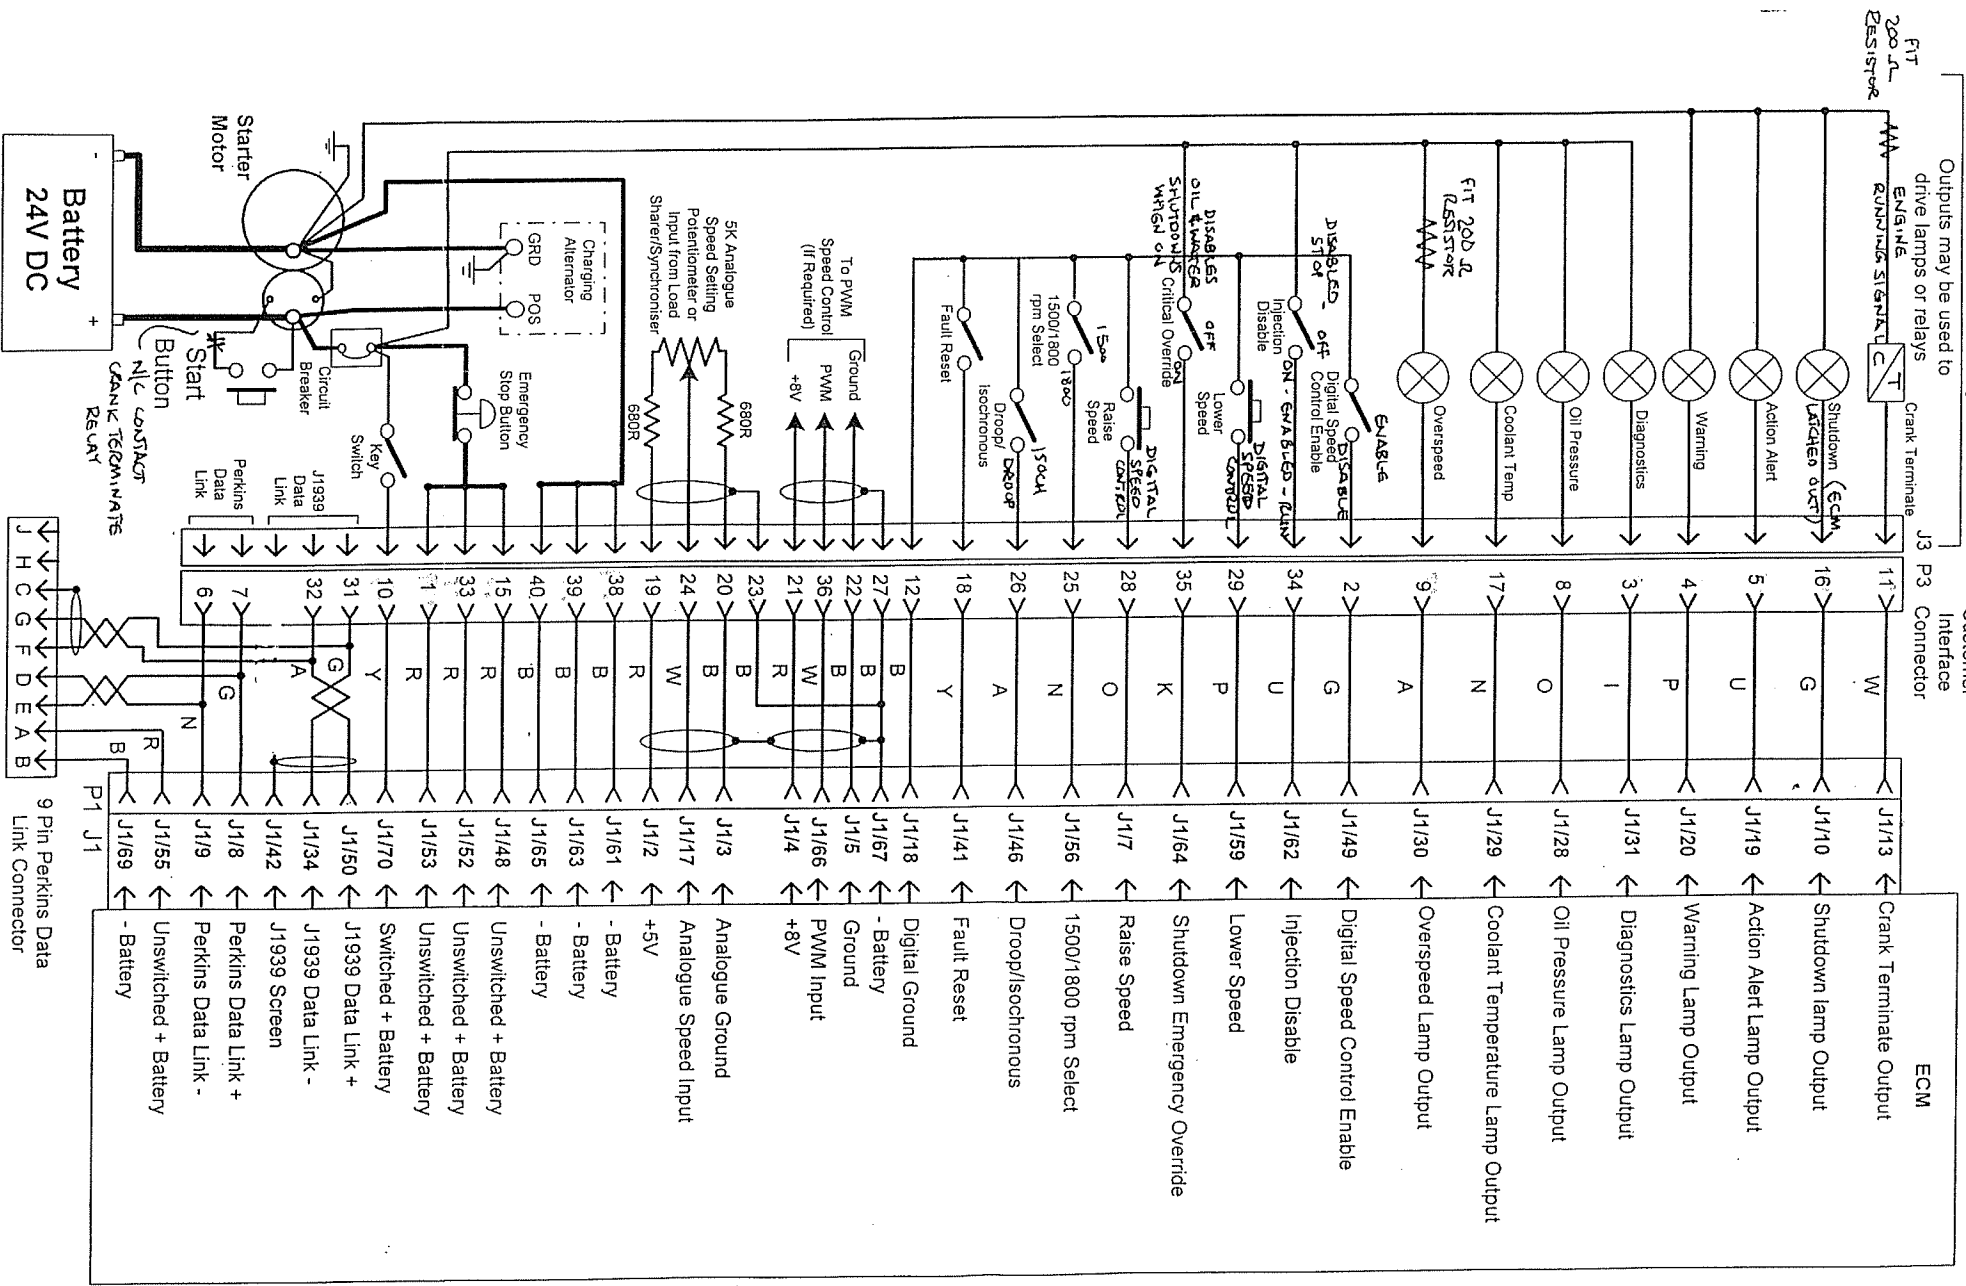 Outputs may be used to
drive lamps or relays
FIT
200 Ω
RESISTOR
ENGINE
RUNNING SIGNAL
C T
Crank Terminate
Shutdown (ECM
LATCHED OUT)
Action Alert
Warning
Diagnostics
Oil Pressure
Coolant Temp
Overspeed
FIT 200 Ω
RESISTOR
ENABLE
DISABLE
Digital Speed
Control Enable
DISABLED -
STOP
OFF
ON - ENABLED - RUN
Injection
Disable
DIGITAL
SPEED
CONTROL
Lower
Speed
DISABLES
OIL & WATER
SHUTDOWNS
WHEN ON
OFF
ON
Critical Override
DIGITAL
SPEED
CONTROL
Raise
Speed
1500
1800
1500/1800
rpm Select
ISOCH
DROOP
Droop/
Isochronous
Fault Reset
To PWM
Speed Control
(If Required)
Ground
PWM
+8V
5K Analogue
Speed Setting
Potentiometer or
Input from Load
Sharer/Synchroniser
680R
680R
Charging
Alternator
GRD
POS
Emergency
Stop Button
Key
Switch
Circuit
Breaker
Starter
Motor
Start
Button
N/C CONTACT
CRANK TERMINATE
RELAY
Battery
24V DC
-
+
J1939
Data
Link
Perkins
Data
Link
J3
P3
Interface
Connector
11
16
5
4
3
8
17
9
2
34
29
35
28
25
26
18
12
27
22
36
21
23
20
24
19
38
39
40
15
33
1
10
31
32
7
6
W
G
U
P
I
O
N
A
G
U
P
K
O
N
A
Y
B
B
B
W
R
B
B
W
R
B
B
B
R
R
R
Y
G
A
G
N
R
B
J
H
C
G
F
D
E
A
B
9 Pin Perkins Data
Link Connector
P1
J1
ECM
J1/13 Crank Terminate Output
J1/10 Shutdown lamp Output
J1/19 Action Alert Lamp Output
J1/20 Warning Lamp Output
J1/31 Diagnostics Lamp Output
J1/28 Oil Pressure Lamp Output
J1/29 Coolant Temperature Lamp Output
J1/30 Overspeed Lamp Output
J1/49 Digital Speed Control Enable
J1/62 Injection Disable
J1/59 Lower Speed
J1/64 Shutdown Emergency Override
J1/7 Raise Speed
J1/56 1500/1800 rpm Select
J1/46 Droop/Isochronous
J1/41 Fault Reset
J1/18 Digital Ground
J1/67 - Battery
J1/5 Ground
J1/66 PWM Input
J1/4 +8V
J1/3 Analogue Ground
J1/17 Analogue Speed Input
J1/2 +5V
J1/61 - Battery
J1/63 - Battery
J1/65 - Battery
J1/48 Unswitched + Battery
J1/52 Unswitched + Battery
J1/53 Unswitched + Battery
J1/70 Switched + Battery
J1/50 J1939 Data Link +
J1/34 J1939 Data Link -
J1/42 J1939 Screen
J1/8 Perkins Data Link +
J1/9 Perkins Data Link -
J1/55 Unswitched + Battery
J1/69 - Battery